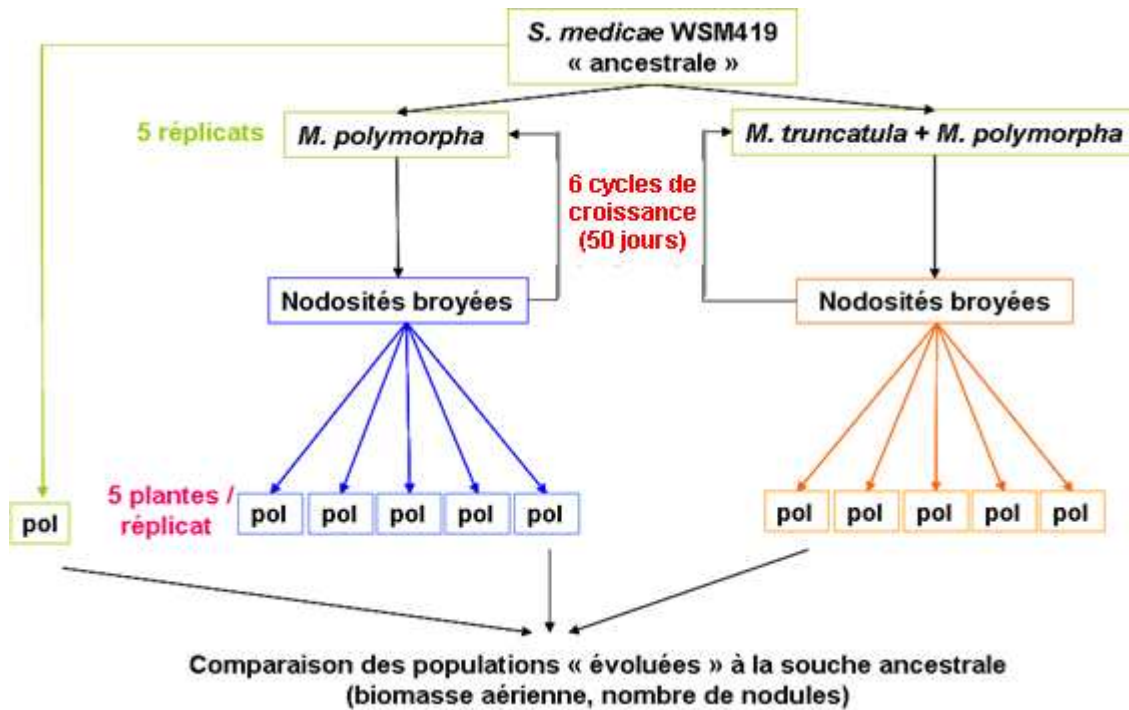 S. medicae WSM419
« ancestrale »
5 réplicats
M. polymorpha
M. truncatula + M. polymorpha
6 cycles de
croissance
(50 jours)
Nodosités broyées
Nodosités broyées
5 plantes /
réplicat
pol
pol
pol
pol
pol
pol
pol
pol
pol
pol
pol
Comparaison des populations « évoluées » à la souche ancestrale
(biomasse aérienne, nombre de nodules)